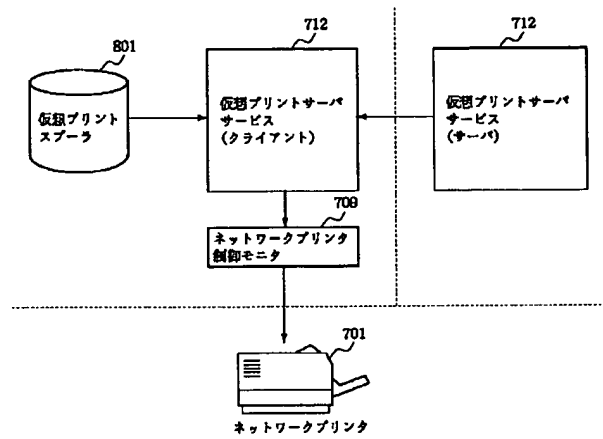 801
仮想プリント
スプーラ
712
仮想プリントサーバ
サービス
(クライアント)
712
仮想プリントサーバ
サービス
(サーバ)
709
ネットワークプリンタ
制御モニタ
701
ネットワークプリンタ